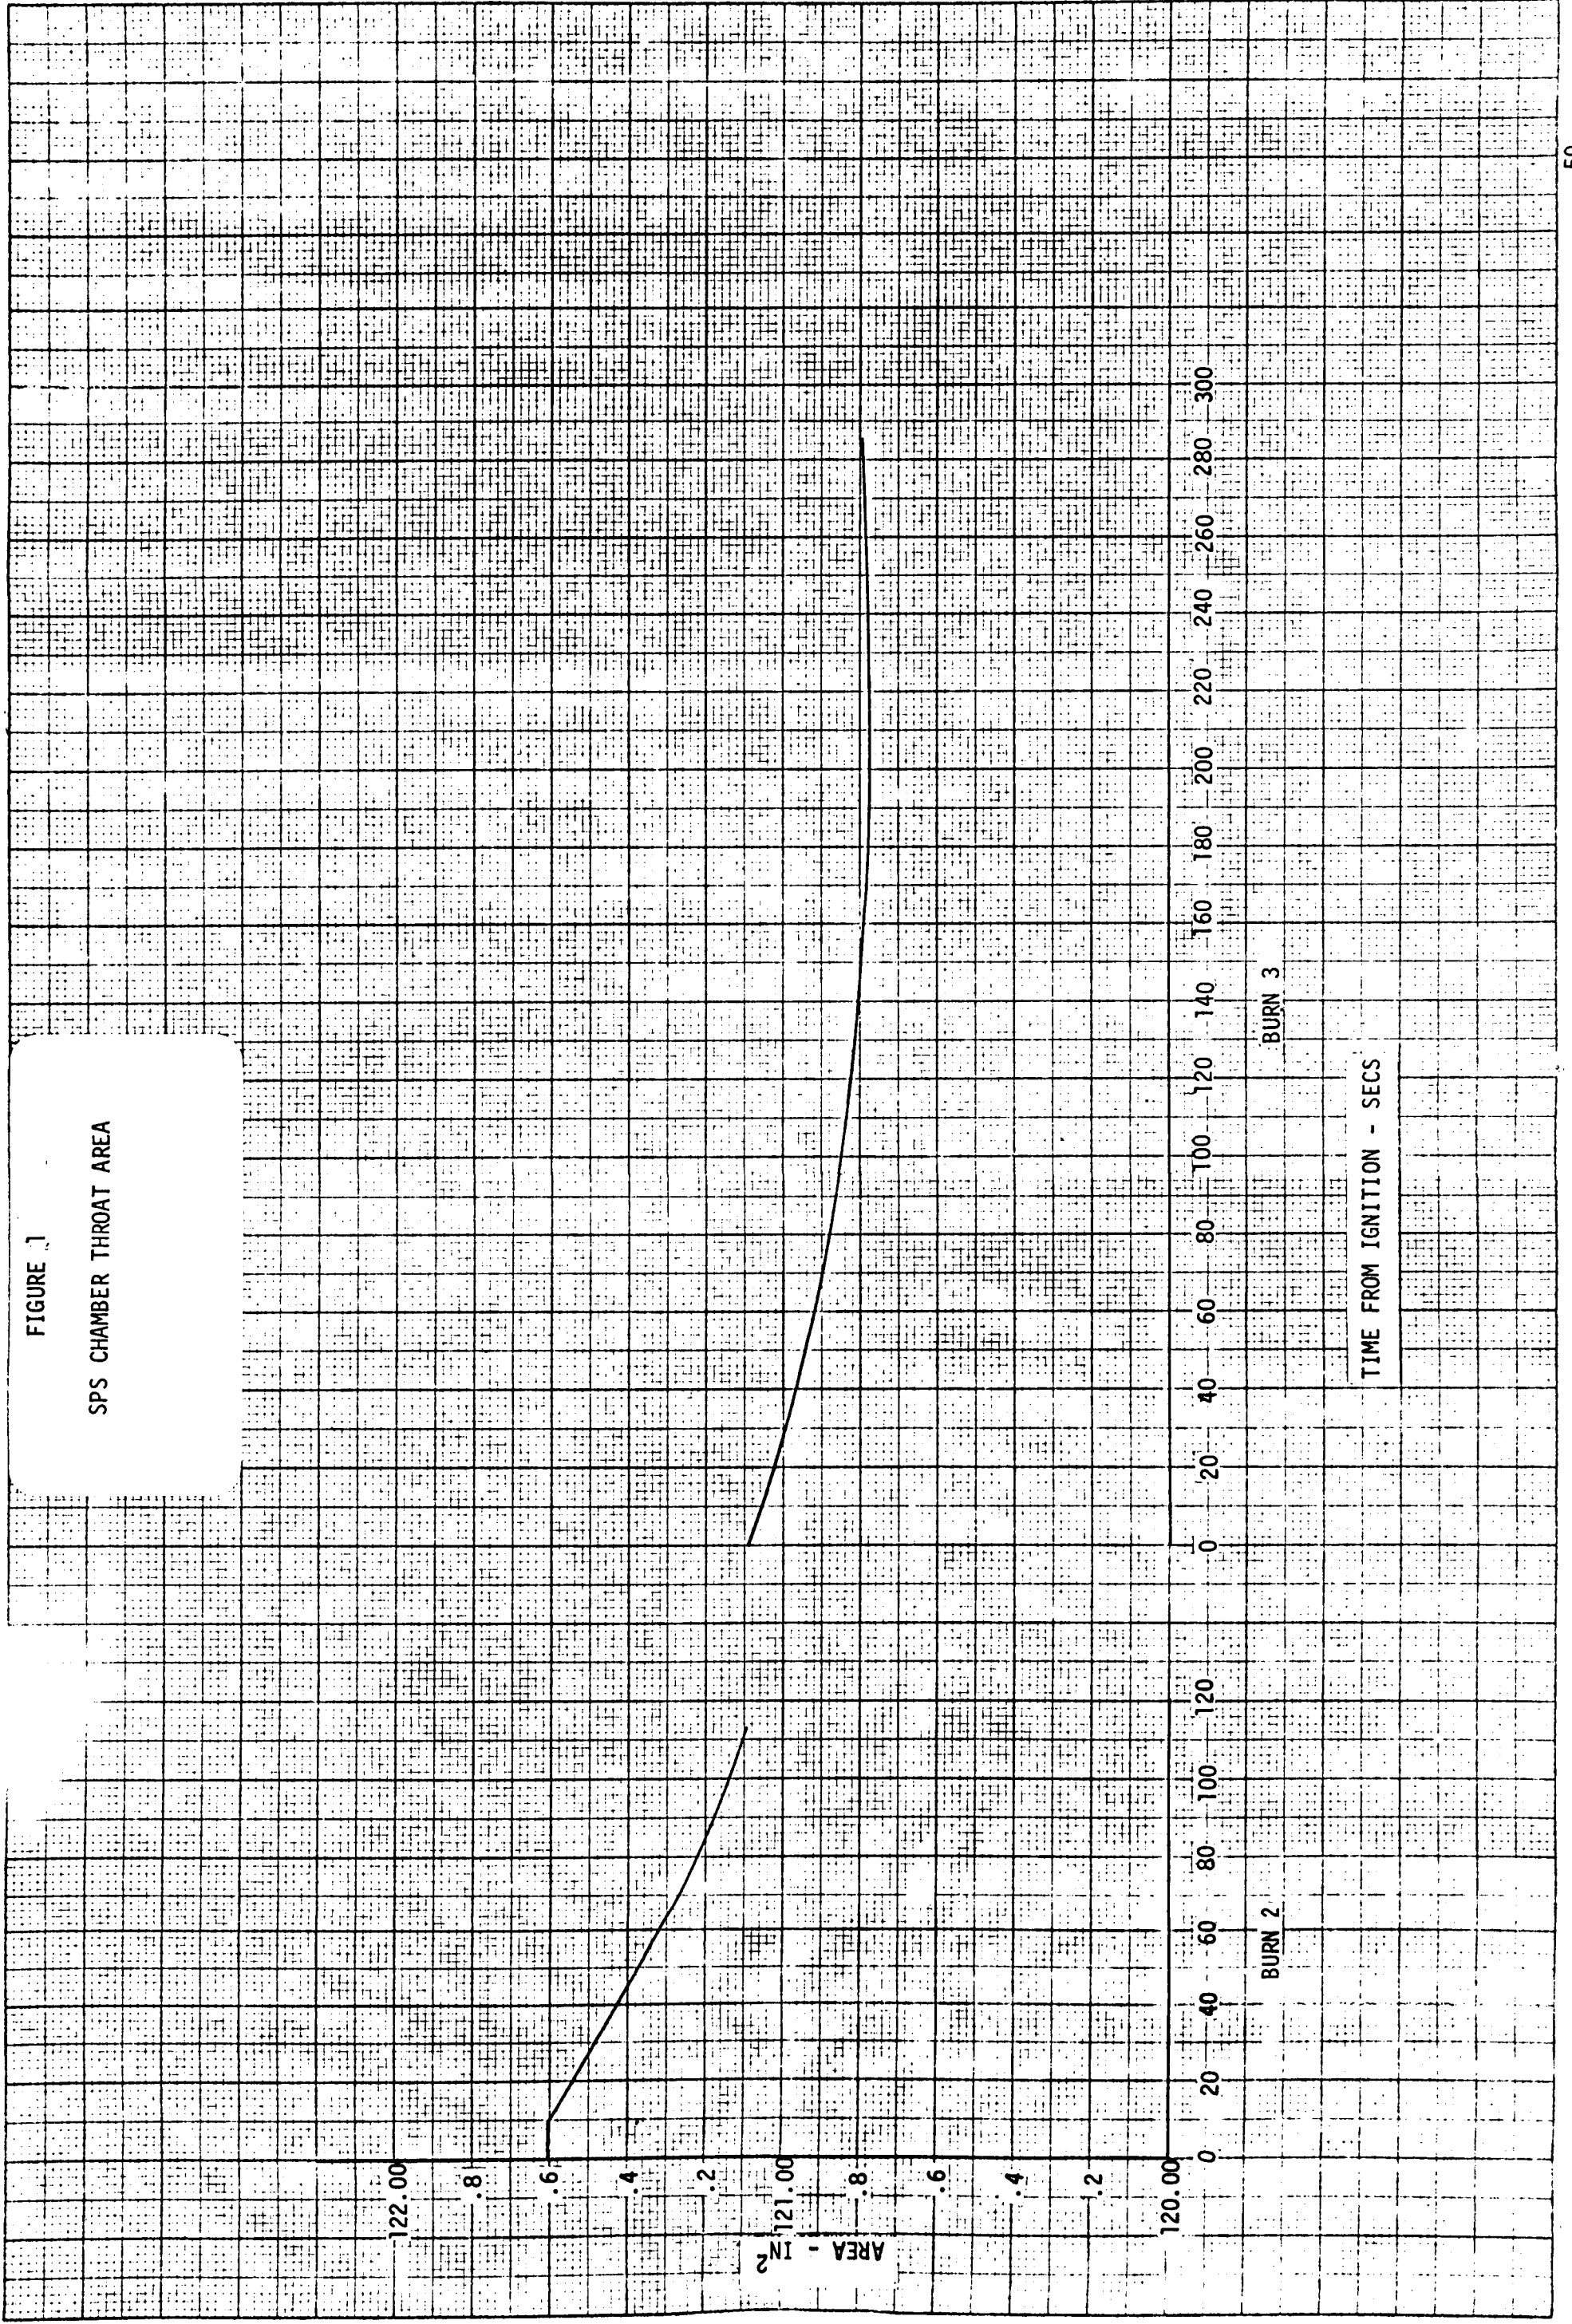 FIGURE 1
SPS CHAMBER THROAT AREA
AREA - IN²
122.00
.8
.6
.4
.2
121.00
.8
.6
.4
.2
120.00
0 20 40 60 80 100 120
0 20 40 60 80 100 120 140 160 180 200 220 240 260 280 300
BURN 2
BURN 3
TIME FROM IGNITION - SECS